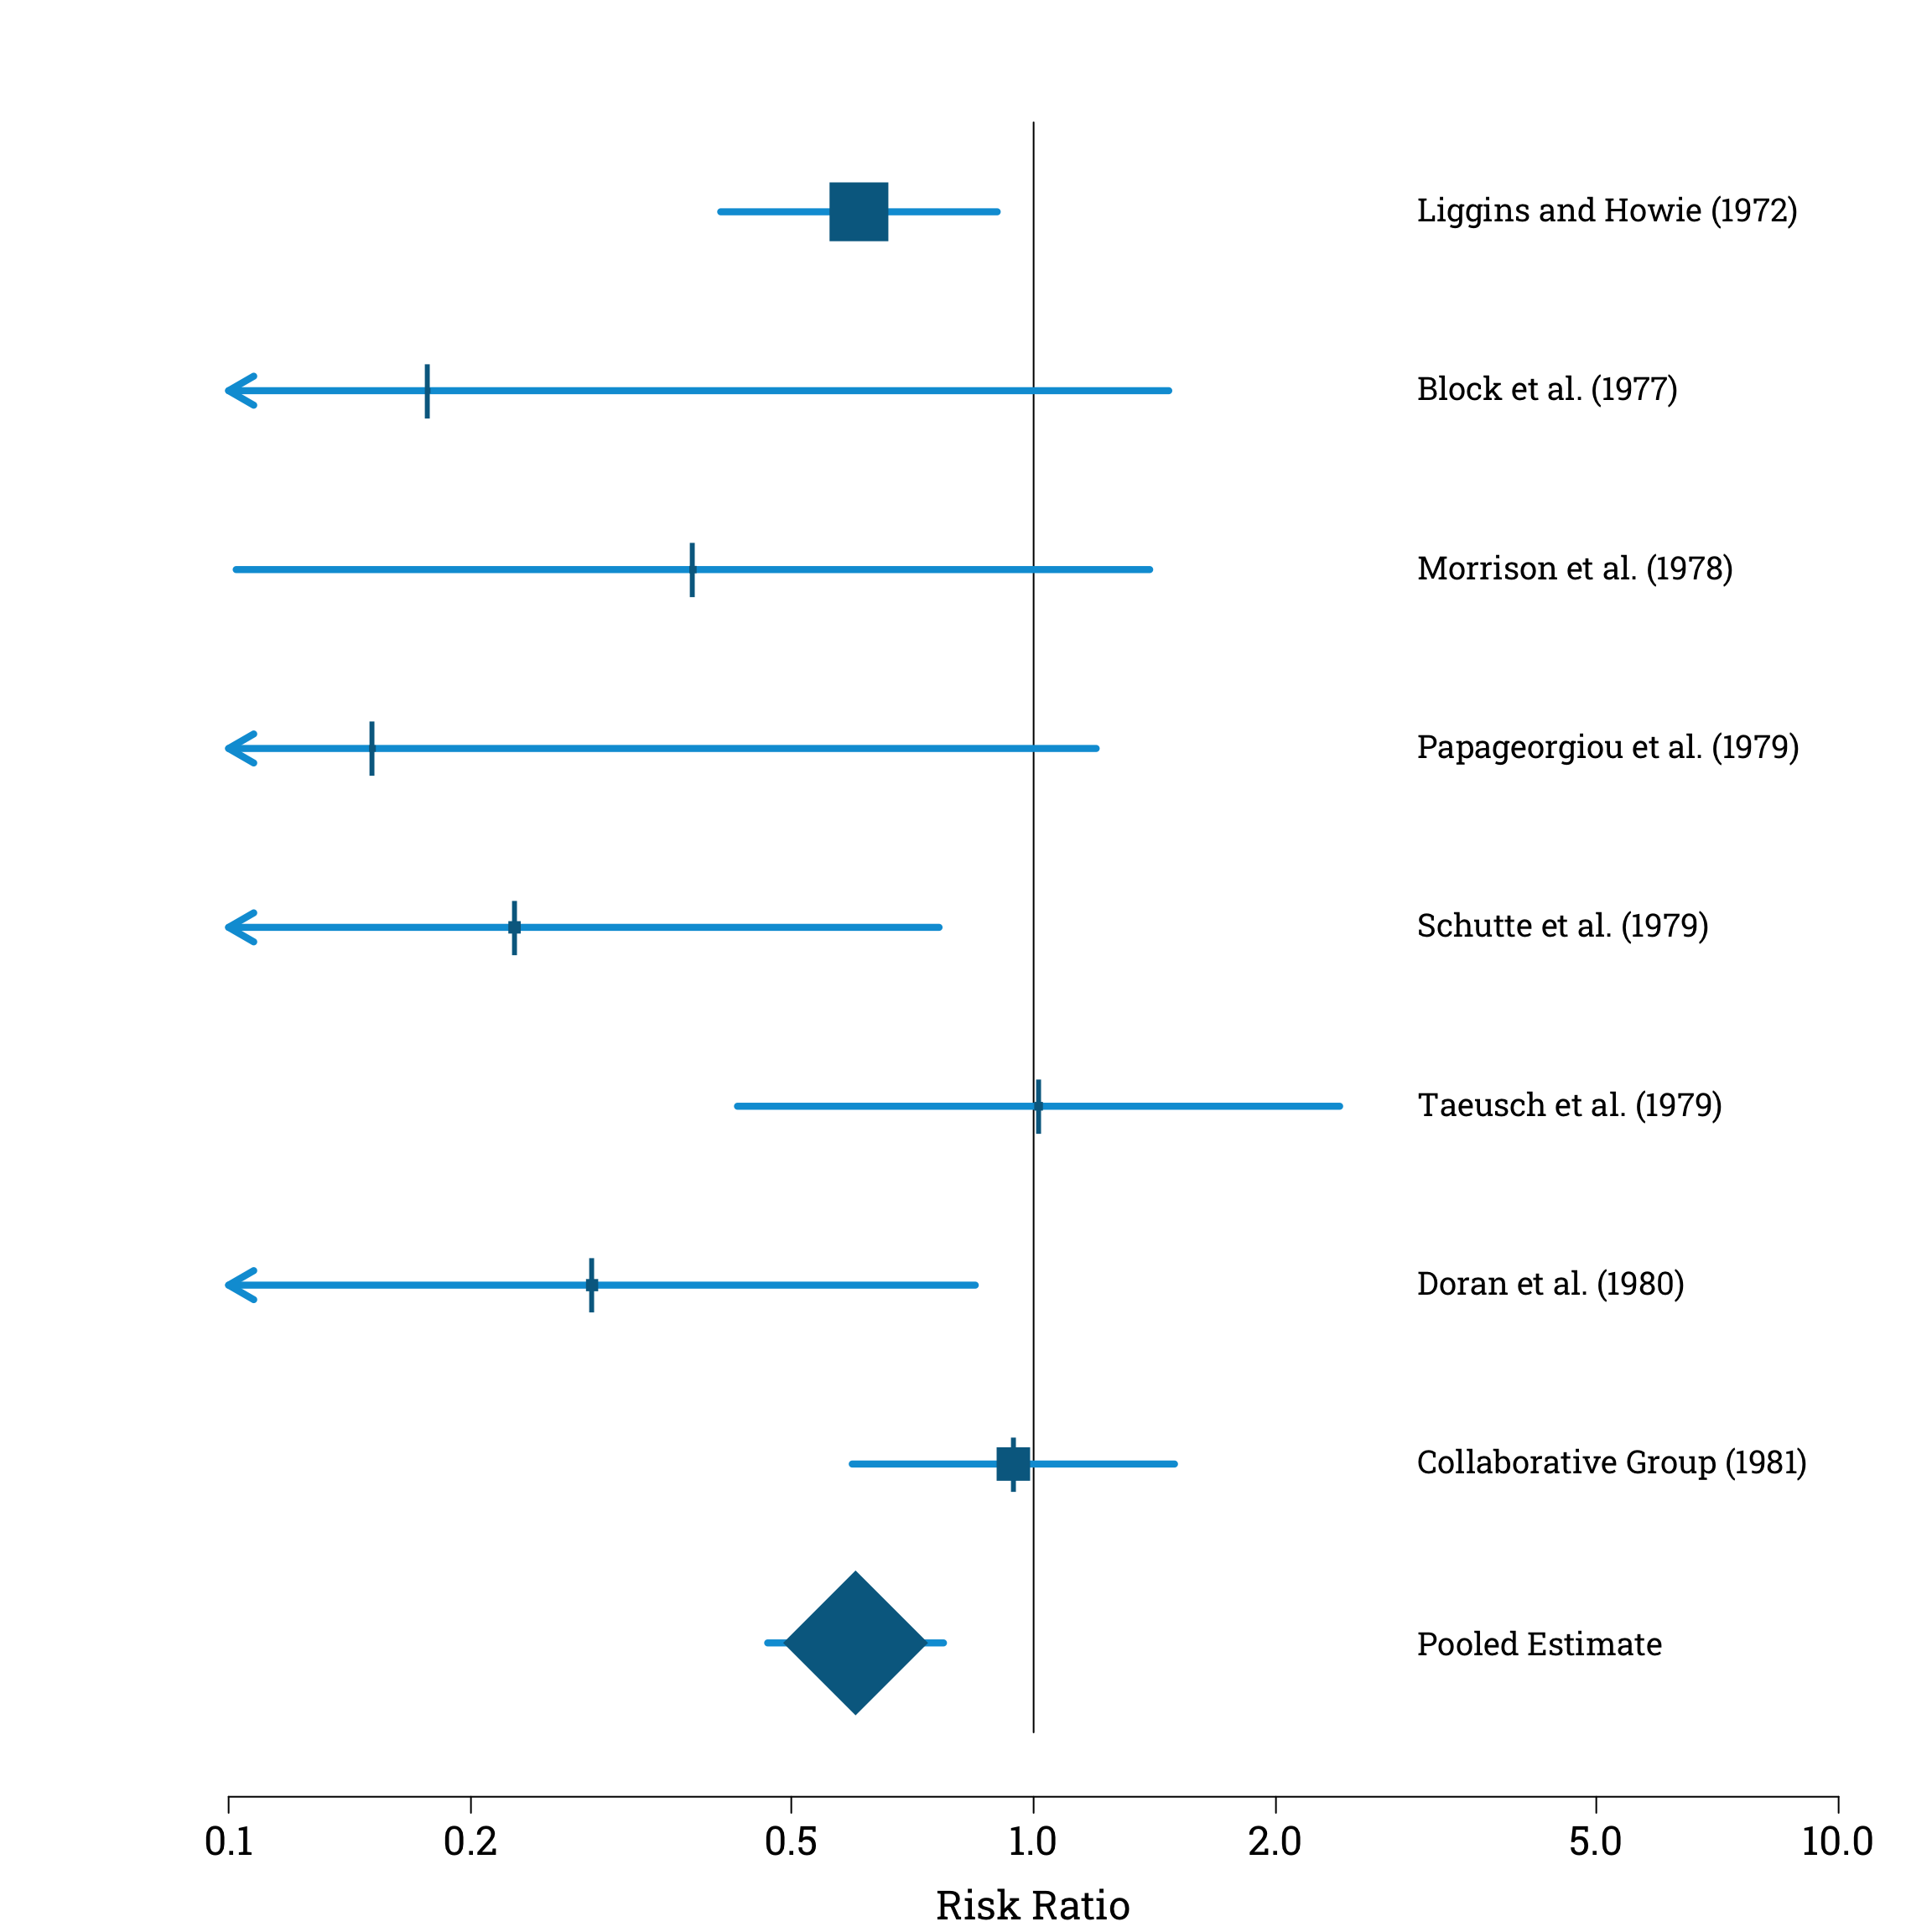 Liggins and Howie (1972)
Block et al. (1977)
Morrison et al. (1978)
Papageorgiou et al. (1979)
Schutte et al. (1979)
Taeusch et al. (1979)
Doran et al. (1980)
Collaborative Group (1981)
Pooled Estimate
0.1 0.2 0.5 1.0 2.0 5.0 10.0
Risk Ratio